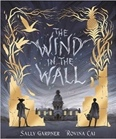 THE
WIND
IN THE
WALL
SALLY GARDNER
ROVINA CAI